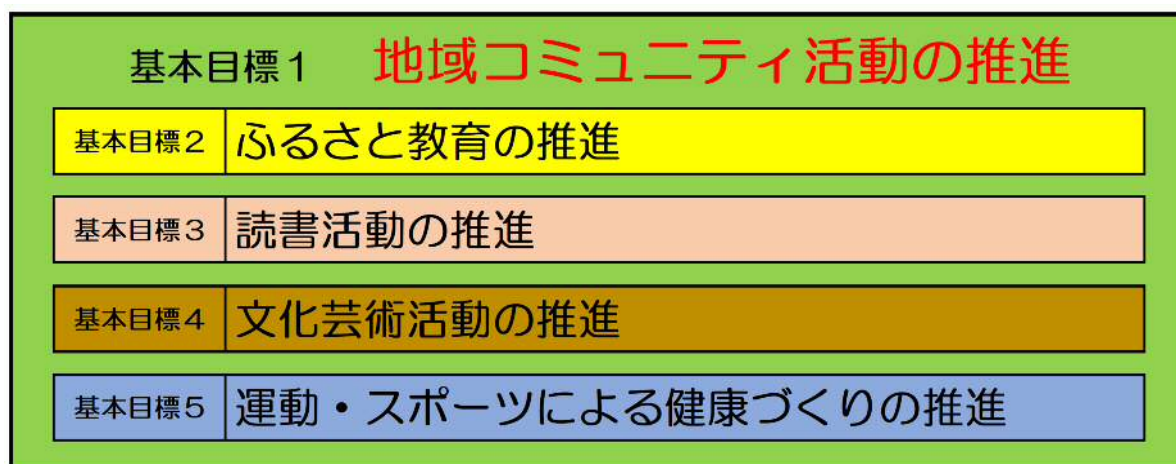 基本目標1 地域コミュニティ活動の推進
基本目標2 ふるさと教育の推進
基本目標3 読書活動の推進
基本目標4 文化芸術活動の推進
基本目標5 運動・スポーツによる健康づくりの推進